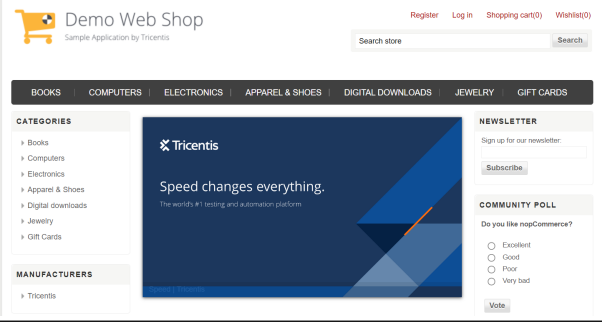 Demo Web Shop
Sample Application by Tricentis
Register Log in Shopping cart(0) Wishlist(0)
Search store Search
BOOKS COMPUTERS ELECTRONICS APPAREL & SHOES DIGITAL DOWNLOADS JEWELRY GIFT CARDS
CATEGORIES
Books
Computers
Electronics
Apparel & Shoes
Digital downloads
Jewelry
Gift Cards
MANUFACTURERS
Tricentis
Tricentis
Speed changes everything.
The world's #1 testing and automation platform
NEWSLETTER
Sign up for our newsletter:
Subscribe
COMMUNITY POLL
Do you like nopCommerce?
Excellent
Good
Poor
Very bad
Vote